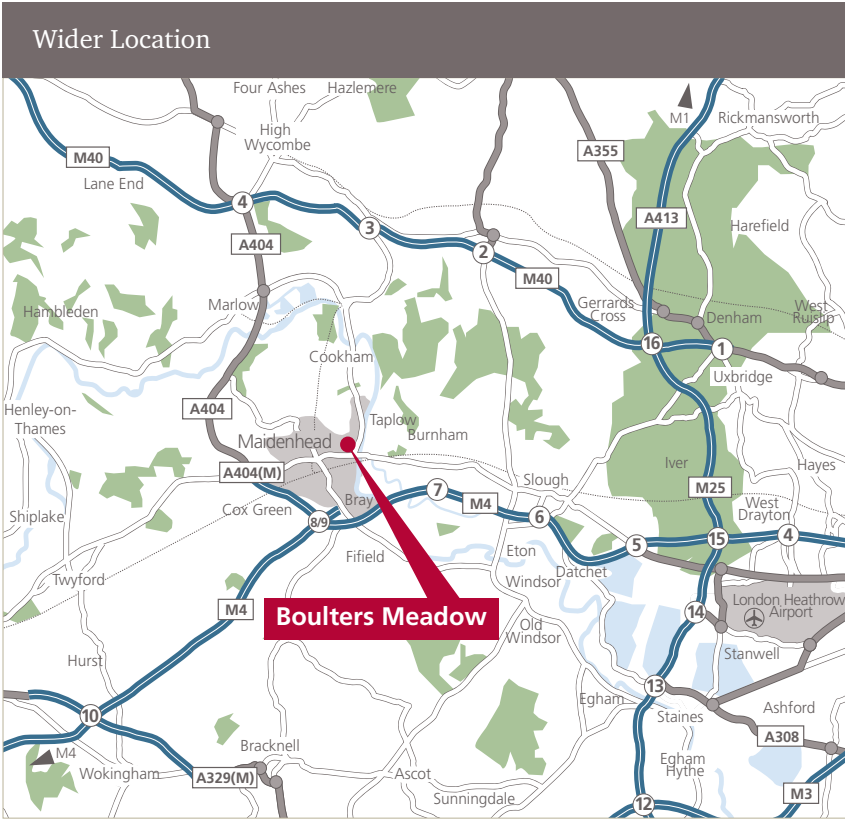 Wider Location
Four Ashes
Hazlemere
M1
Rickmansworth
High
Wycombe
M40
A355
Lane End
4
A413
3
Harefield
A404
2
M40
Marlow
Gerrards
Cross
Hambleden
West
Ruislip
Denham
16
1
Cookham
Uxbridge
A404
Henley-on-
Thames
Taplow
Burnham
Maidenhead
Iver
Hayes
A404(M)
Slough
7
M25
Bray
M4
Cox Green
West
Drayton
Shiplake
8/9
6
15
4
5
Fifield
Eton
Datchet
Twyford
Windsor
M4
Boulters Meadow
14
London Heathrow
Airport
Old
Windsor
Stanwell
Hurst
13
Egham
10
Staines
Ashford
A308
M4
Bracknell
Egham
Hythe
Wokingham
A329(M)
Ascot
Sunningdale
M3
12